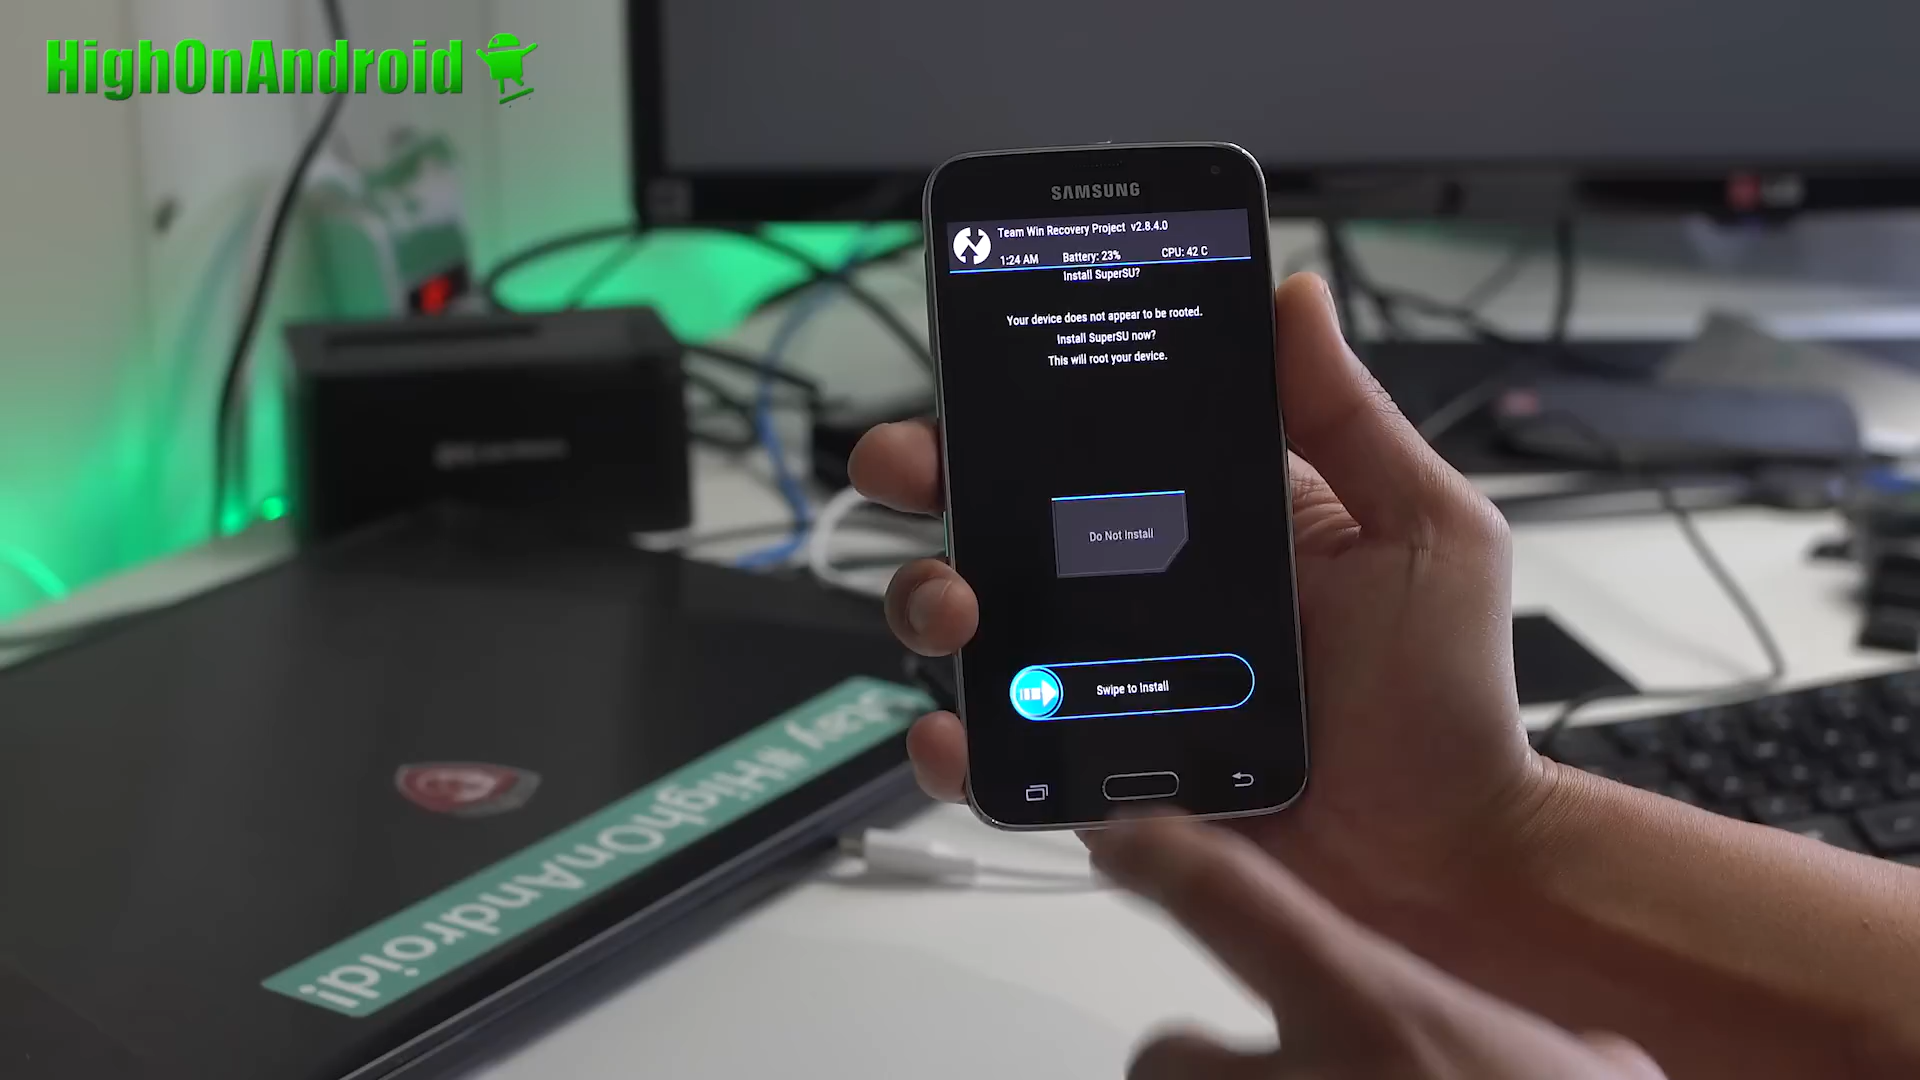 HighOnAndroid
SAMSUNG
Team Win Recovery Project v2.8.4.0
1:24 AM Battery: 23% CPU: 42 C
Install SuperSU?
Your device does not appear to be rooted.
Install SuperSU now?
This will root your device.
Do Not Install
Swipe to Install
Stay #HighOnAndroid!